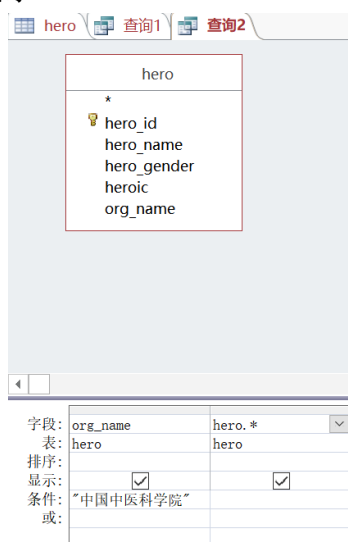 hero 查询1 查询2
hero
*
hero_id
hero_name
hero_gender
heroic
org_name
字段: org_name hero.*
表: hero hero
排序:
显示:
条件: "中国中医科学院"
或: